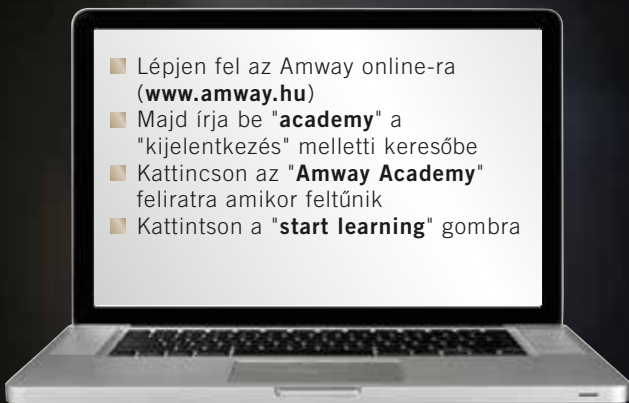 Lépjen fel az Amway online-ra
(www.amway.hu)
Majd írja be "academy" a
"kijelentkezés" melletti keresőbe
Kattincson az "Amway Academy"
feliratra amikor feltűnik
Kattintson a "start learning" gombra